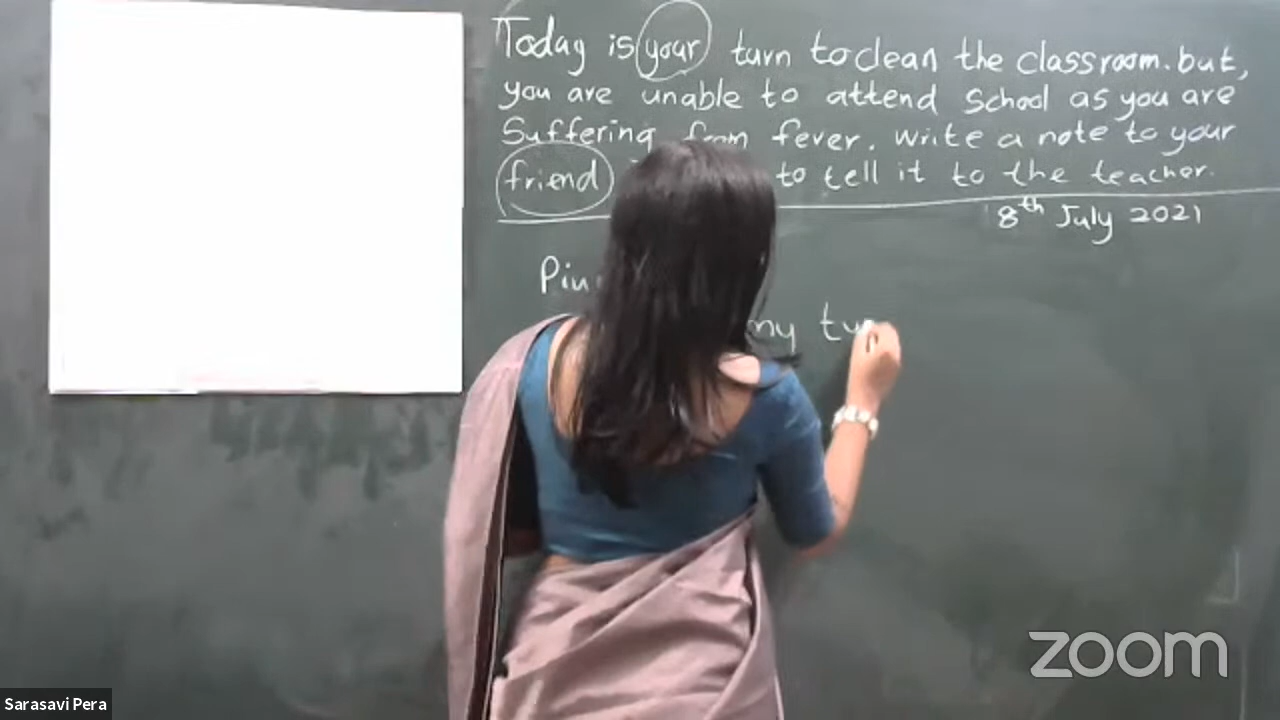 Today is your turn to clean the classroom. but,
you are unable to attend School as you are
Suffering from fever. Write a note to your
friend to tell it to the teacher.
8th July 2021
my
zoom
Sarasavi Pera